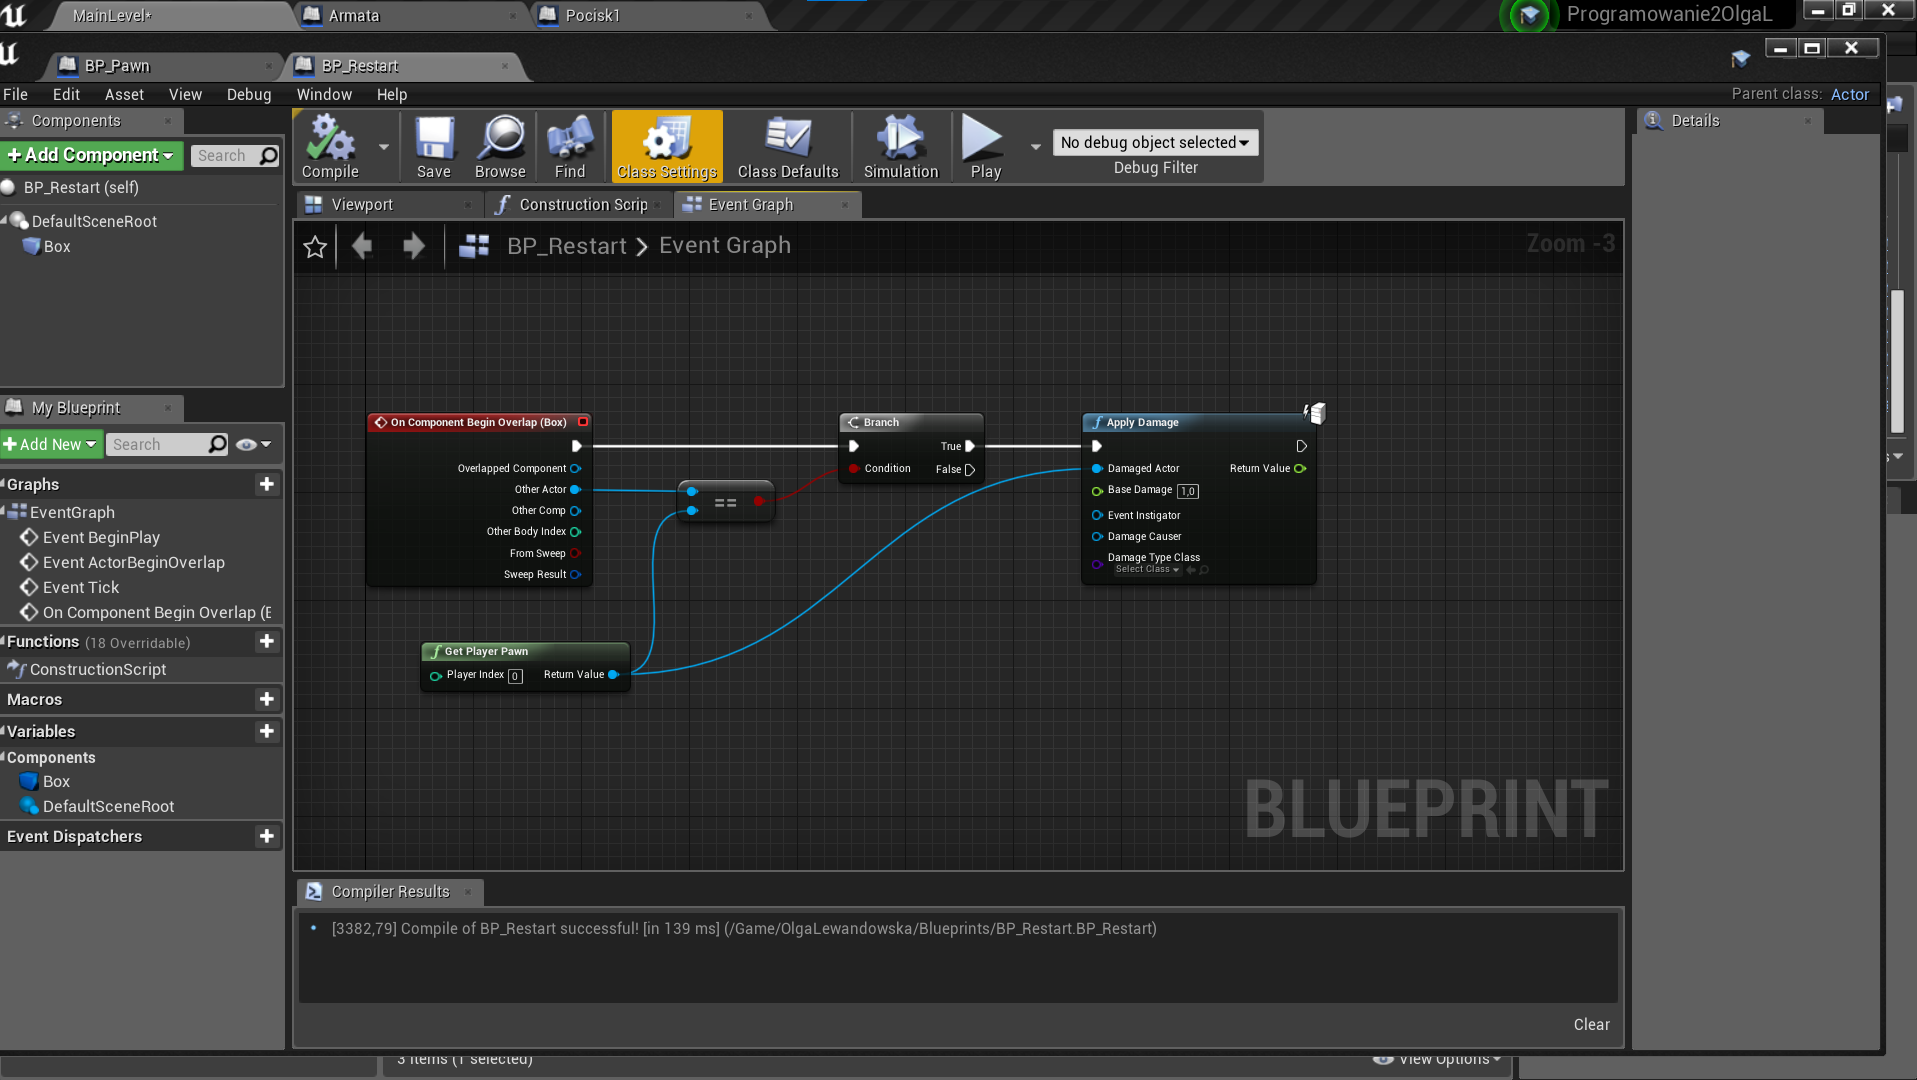 MainLevel*
Armata
Pocisk1
Programowanie2OlgaL
BP_Pawn
BP_Restart
File Edit Asset View Debug Window Help
Parent class: Actor
Components
+ Add Component
Search
BP_Restart (self)
DefaultSceneRoot
Box
Compile
Save
Browse
Find
Class Settings
Class Defaults
Simulation
Play
No debug object selected
Debug Filter
Details
Viewport
Construction Scrip
Event Graph
BP_Restart > Event Graph
Zoom -3
My Blueprint
+ Add New
Search
Graphs
EventGraph
Event BeginPlay
Event ActorBeginOverlap
Event Tick
On Component Begin Overlap (E
Functions (18 Overridable)
ConstructionScript
Macros
Variables
Components
Box
DefaultSceneRoot
Event Dispatchers
On Component Begin Overlap (Box)
Overlapped Component
Other Actor
Other Comp
Other Body Index
From Sweep
Sweep Result
Get Player Pawn
Player Index 0
Return Value
==
Branch
True
Condition
False
Apply Damage
Damaged Actor
Return Value
Base Damage 1,0
Event Instigator
Damage Causer
Damage Type Class
Select Class
BLUEPRINT
Compiler Results
[3382,79] Compile of BP_Restart successful! [in 139 ms] (/Game/OlgaLewandowska/Blueprints/BP_Restart.BP_Restart)
Clear
3 items (1 selected)
View Options